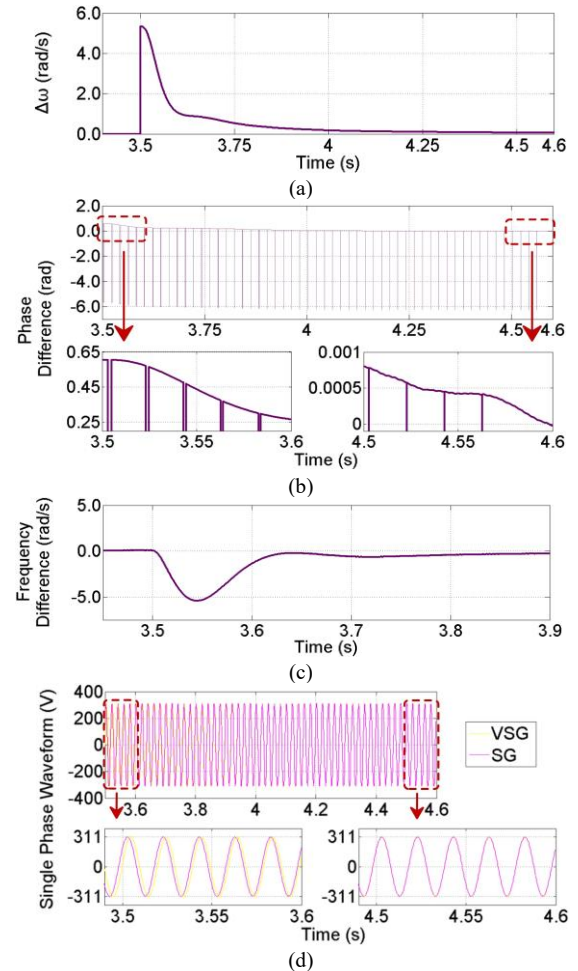 Δω (rad/s)
6.0
4.0
2.0
0.0
3.5 3.75 4 4.25 4.5 4.6
Time (s)
(a)
Phase
Difference (rad)
2.0
0.0
-2.0
-4.0
-6.0
3.5 3.75 4 4.25 4.5 4.6
0.65
0.45
0.25
3.5 3.55 3.6
Time (s)
0.001
0.0005
0
4.5 4.55 4.6
Time (s)
(b)
Frequency
Difference (rad/s)
5.0
0.0
-5.0
3.5 3.6 3.7 3.8 3.9
Time (s)
(c)
Single Phase Waveform (V)
400
200
0
-200
-400
3.6 3.8 4 4.2 4.4 4.6
VSG
SG
311
0
-311
3.5 3.55 3.6
311
0
-311
4.5 4.55 4.6
Time (s)
(d)